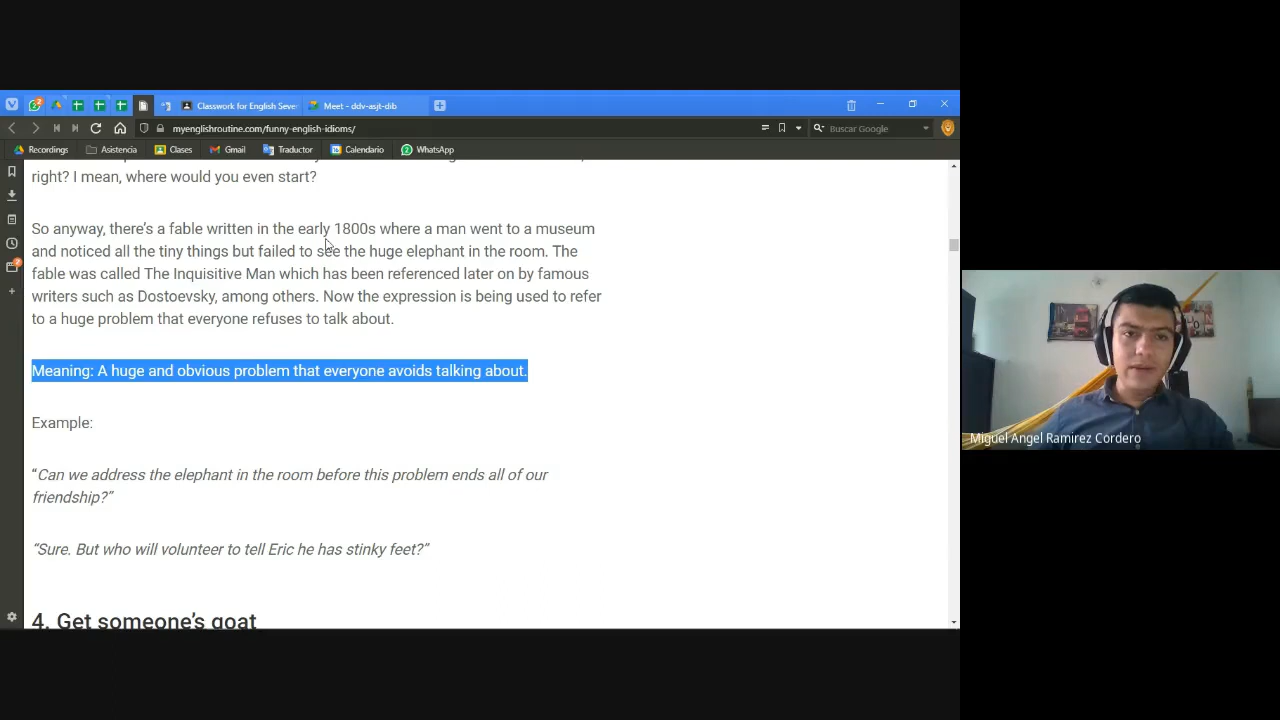 Classwork for English Seve
Meet - ddv-asjt-dib
myenglishroutine.com/funny-english-idioms/
Buscar Google
Recordings
Asistencia
Clases
Gmail
Traductor
Calendario
WhatsApp
right? I mean, where would you even start?
So anyway, there's a fable written in the early 1800s where a man went to a museum
and noticed all the tiny things but failed to see the huge elephant in the room. The
fable was called The Inquisitive Man which has been referenced later on by famous
writers such as Dostoevsky, among others. Now the expression is being used to refer
to a huge problem that everyone refuses to talk about.
Meaning: A huge and obvious problem that everyone avoids talking about.
Example:
“Can we address the elephant in the room before this problem ends all of our
friendship?”
“Sure. But who will volunteer to tell Eric he has stinky feet?”
4. Get someone's goat
Miguel Angel Ramirez Cordero